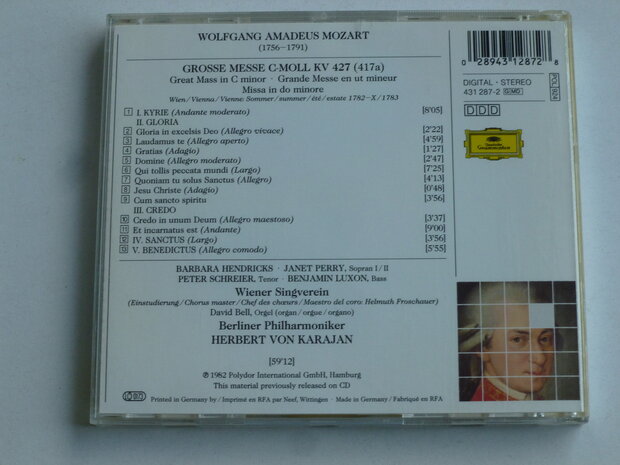 WOLFGANG AMADEUS MOZART
(1756–1791)
GROSSE MESSE C-MOLL KV 427 (417a)
Great Mass in C minor · Grande Messe en ut mineur
Missa in do minore
Wien / Vienna / Vienne: Sommer / summer / été / estate 1782–X / 1783
1 I. KYRIE (Andante moderato) [8'05]
II. GLORIA
2 Gloria in excelsis Deo (Allegro vivace) [2'22]
3 Laudamus te (Allegro aperto) [4'59]
4 Gratias (Adagio) [1'27]
5 Domine (Allegro moderato) [2'47]
6 Qui tollis peccata mundi (Largo) [7'25]
7 Quoniam tu solus Sanctus (Allegro) [4'13]
8 Jesu Christe (Adagio) [0'48]
9 Cum sancto spiritu [3'56]
III. CREDO
10 Credo in unum Deum (Allegro maestoso) [3'37]
11 Et incarnatus est (Andante) [9'00]
12 IV. SANCTUS (Largo) [3'56]
13 V. BENEDICTUS (Allegro comodo) [5'55]
BARBARA HENDRICKS · JANET PERRY, Sopran I / II
PETER SCHREIER, Tenor · BENJAMIN LUXON, Bass
Wiener Singverein
(Einstudierung / Chorus master / Chef des chœurs / Maestro del coro: Helmuth Froschauer)
David Bell, Orgel (organ / orgue / organo)
Berliner Philharmoniker
HERBERT VON KARAJAN
[59'12]
℗ 1982 Polydor International GmbH, Hamburg
This material previously released on CD
Printed in Germany by / Imprimé en RFA par Neef, Wittingen · Made in Germany / Fabriqué en RFA
0 28943 12872 8
DIGITAL · STEREO
431 287-2 GMO
POL 924
DDD
Deutsche
Grammophon